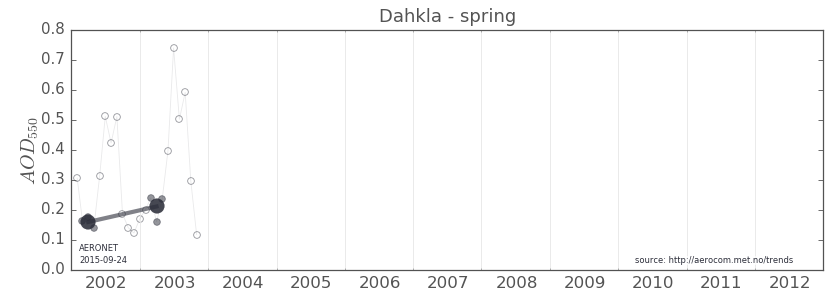 Dahkla - spring
0.8
0.7
0.6
0.5
0.4
0.3
0.2
0.1
0.0
AOD550
AERONET
2015-09-24
source: http://aerocom.met.no/trends
2002 2003 2004 2005 2006 2007 2008 2009 2010 2011 2012